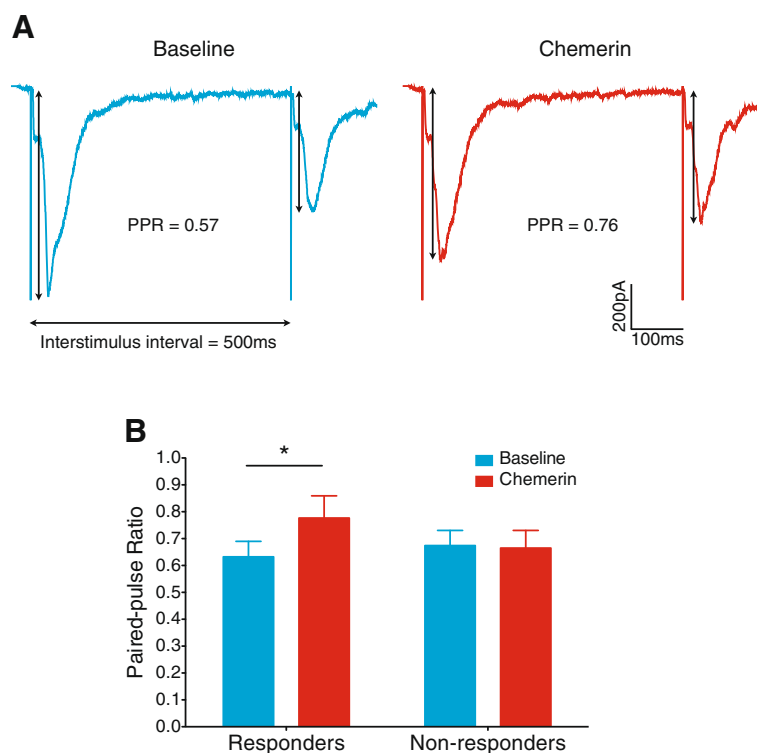 A
Baseline
Chemerin
PPR = 0.57
PPR = 0.76
Interstimulus interval = 500ms
200pA
100ms
B
*
Baseline
Chemerin
Paired-pulse Ratio
1.0
0.9
0.8
0.7
0.6
0.5
0.4
0.3
0.2
0.1
0.0
Responders
Non-responders